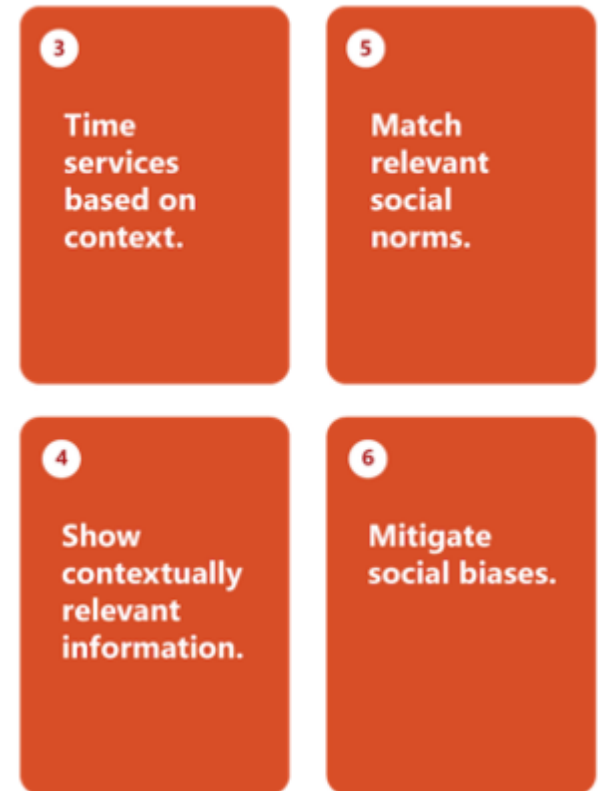 3
Time
services
based on
context.
5
Match
relevant
social
norms.
4
Show
contextually
relevant
information.
6
Mitigate
social biases.